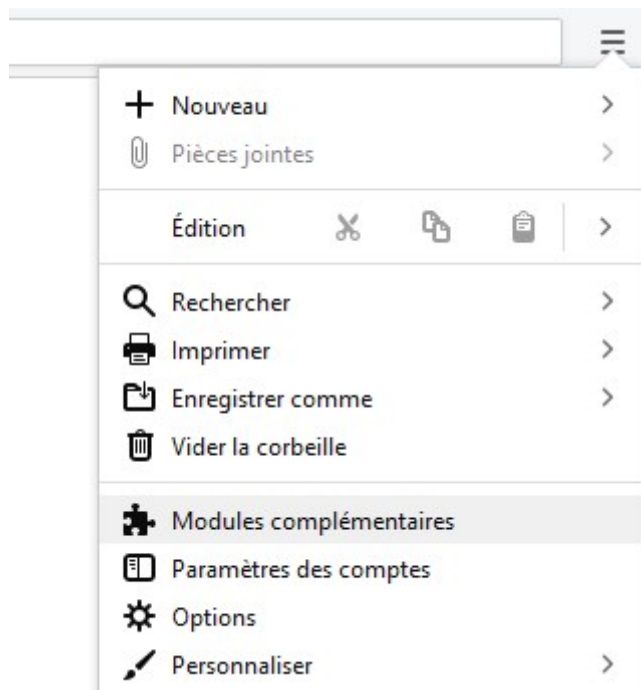 Nouveau
Pièces jointes
Édition
Rechercher
Imprimer
Enregistrer comme
Vider la corbeille
Modules complémentaires
Paramètres des comptes
Options
Personnaliser